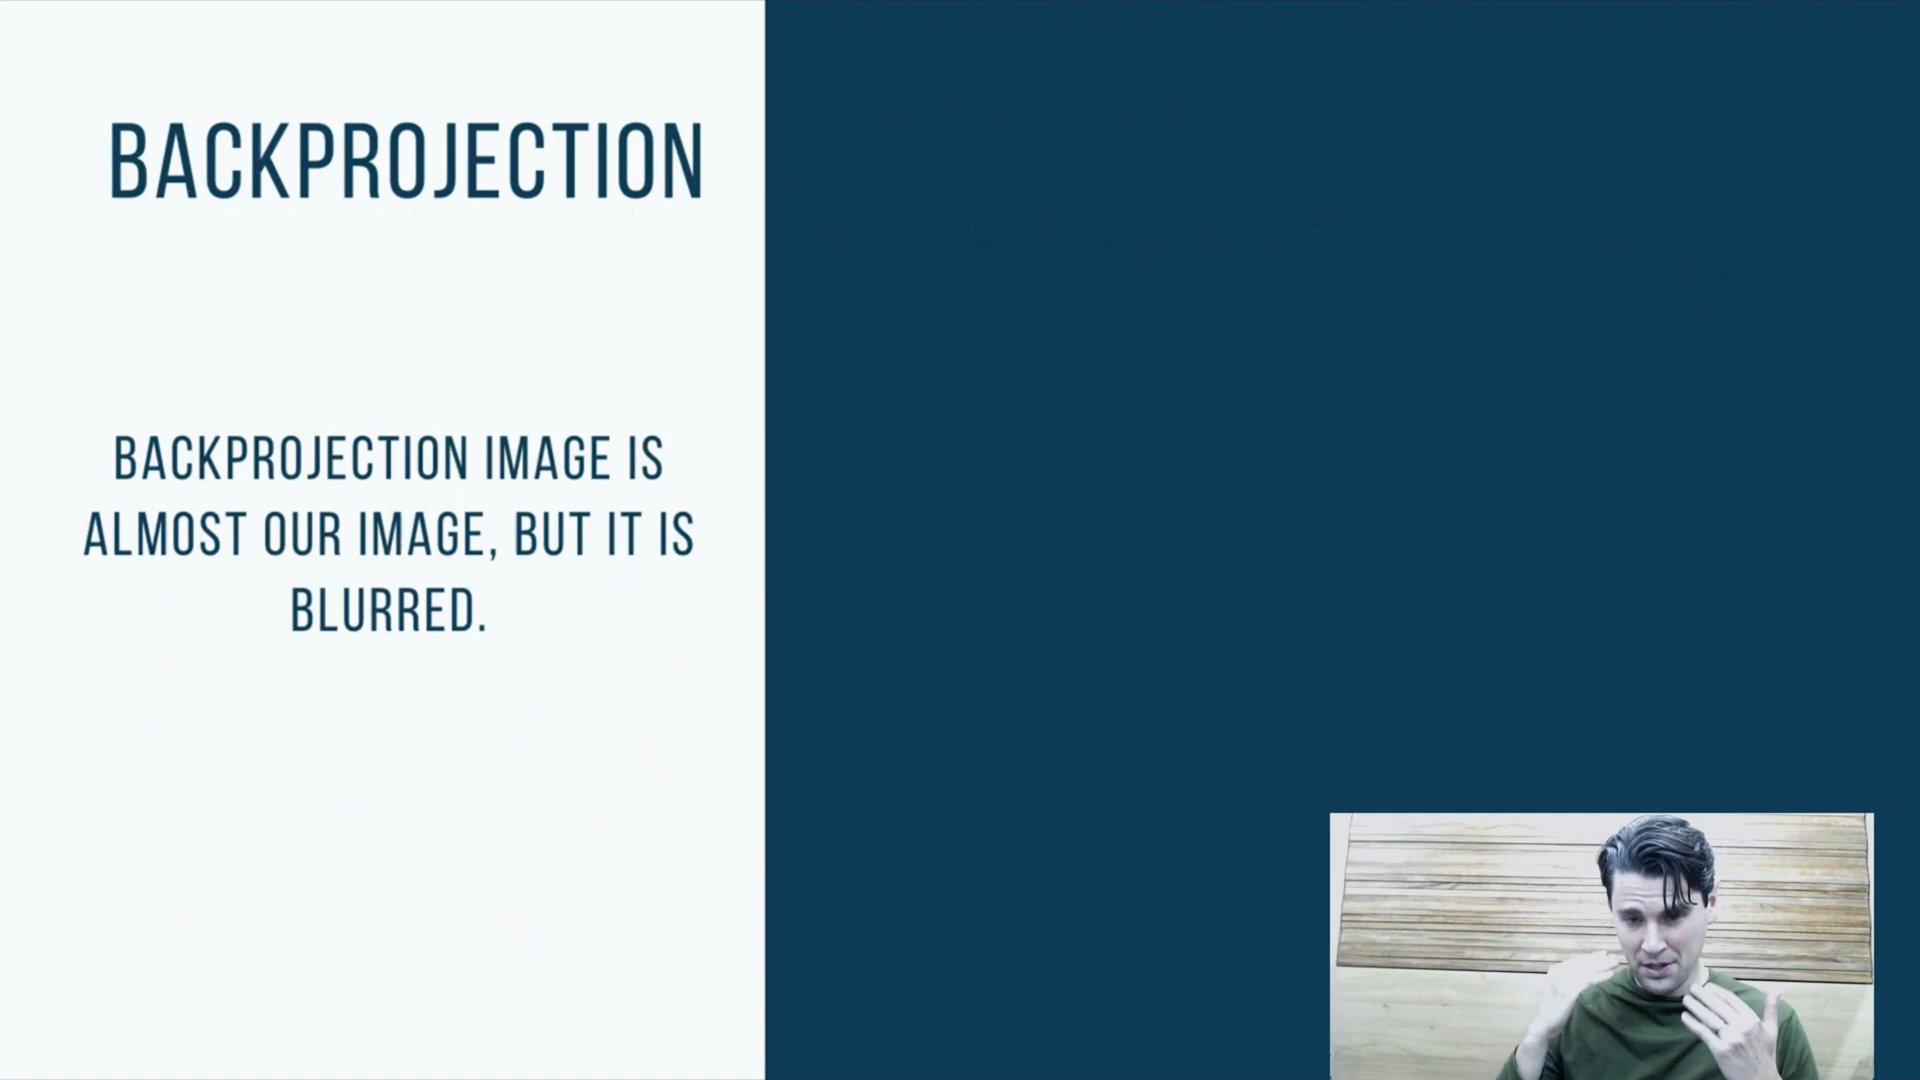 BACKPROJECTION
BACKPROJECTION IMAGE IS
ALMOST OUR IMAGE, BUT IT IS
BLURRED.